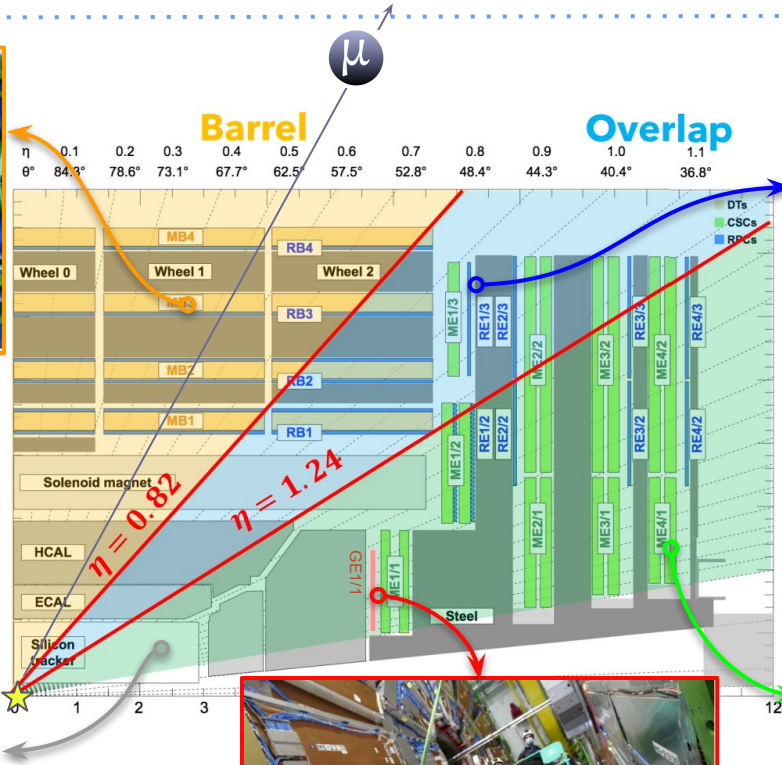 μ
Barrel
Overlap
η 0.1 0.2 0.3 0.4 0.5 0.6 0.7 0.8 0.9 1.0 1.1
θ° 84.3° 78.6° 73.1° 67.7° 62.5° 57.5° 52.8° 48.4° 44.3° 40.4° 36.8°
DTs
CSCs
RPCs
MB4
RB4
Wheel 0
Wheel 1
Wheel 2
RB3
MB2
RB2
MB1
RB1
ME1/3
RE1/3
RE2/3
ME2/2
ME3/2
RE3/3
ME4/2
RE4/3
ME1/2
RE1/2
RE2/2
RE3/2
RE4/2
Solenoid magnet
η = 0.82
η = 1.24
HCAL
ECAL
Silicon
tracker
GE1/1
ME1/1
ME2/1
ME3/1
ME4/1
Steel
1 2 3 12